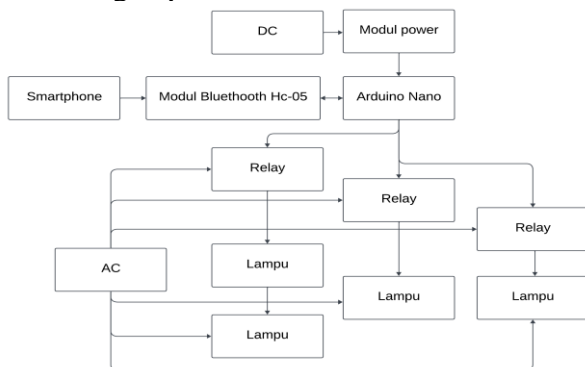 DC
Modul power
Smartphone
Modul Bluethooth Hc-05
Arduino Nano
Relay
Relay
Relay
AC
Lampu
Lampu
Lampu
Lampu